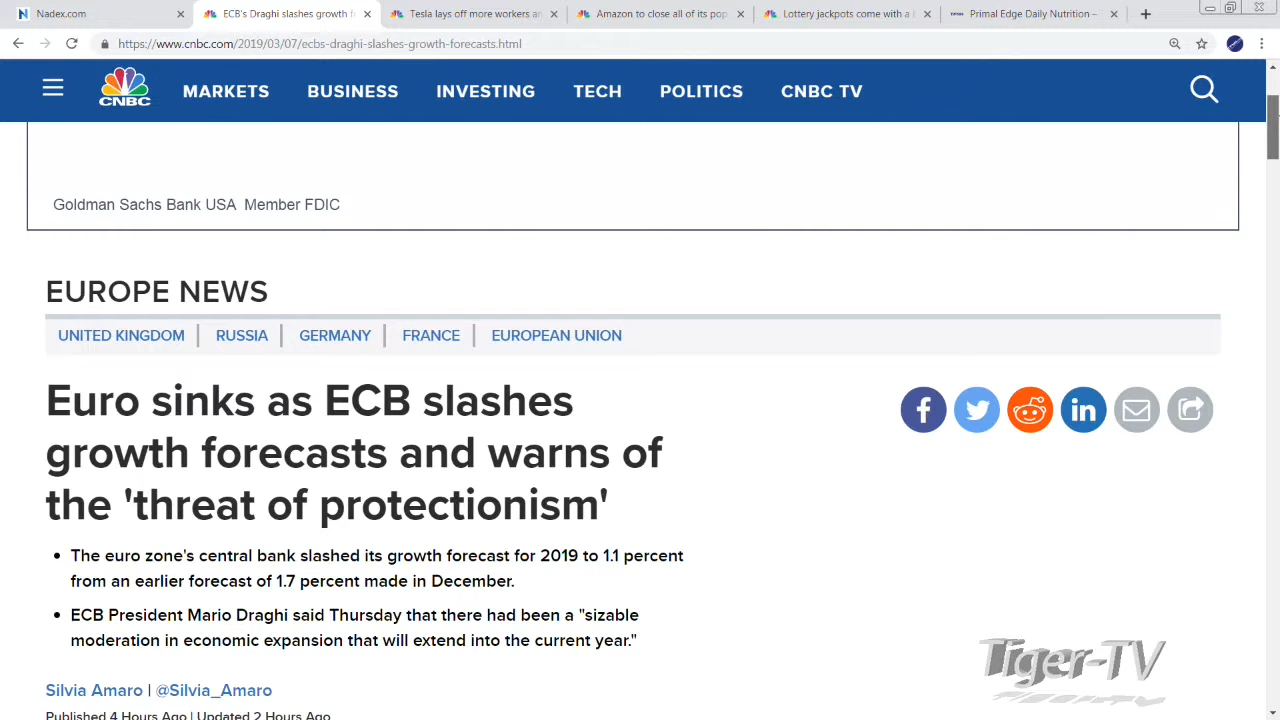 Nadex.com
ECB's Draghi slashes growth f
Tesla lays off more workers an
Amazon to close all of its pop
Lottery jackpots come with a
Primal Edge Daily Nutrition –
https://www.cnbc.com/2019/03/07/ecbs-draghi-slashes-growth-forecasts.html
CNBC
MARKETS BUSINESS INVESTING TECH POLITICS CNBC TV
Goldman Sachs Bank USA Member FDIC
EUROPE NEWS
UNITED KINGDOM | RUSSIA | GERMANY | FRANCE | EUROPEAN UNION
Euro sinks as ECB slashes
growth forecasts and warns of
the 'threat of protectionism'
• The euro zone's central bank slashed its growth forecast for 2019 to 1.1 percent
from an earlier forecast of 1.7 percent made in December.
• ECB President Mario Draghi said Thursday that there had been a "sizable
moderation in economic expansion that will extend into the current year."
Silvia Amaro | @Silvia_Amaro
Published 4 Hours Ago | Updated 2 Hours Ago
Tiger-TV